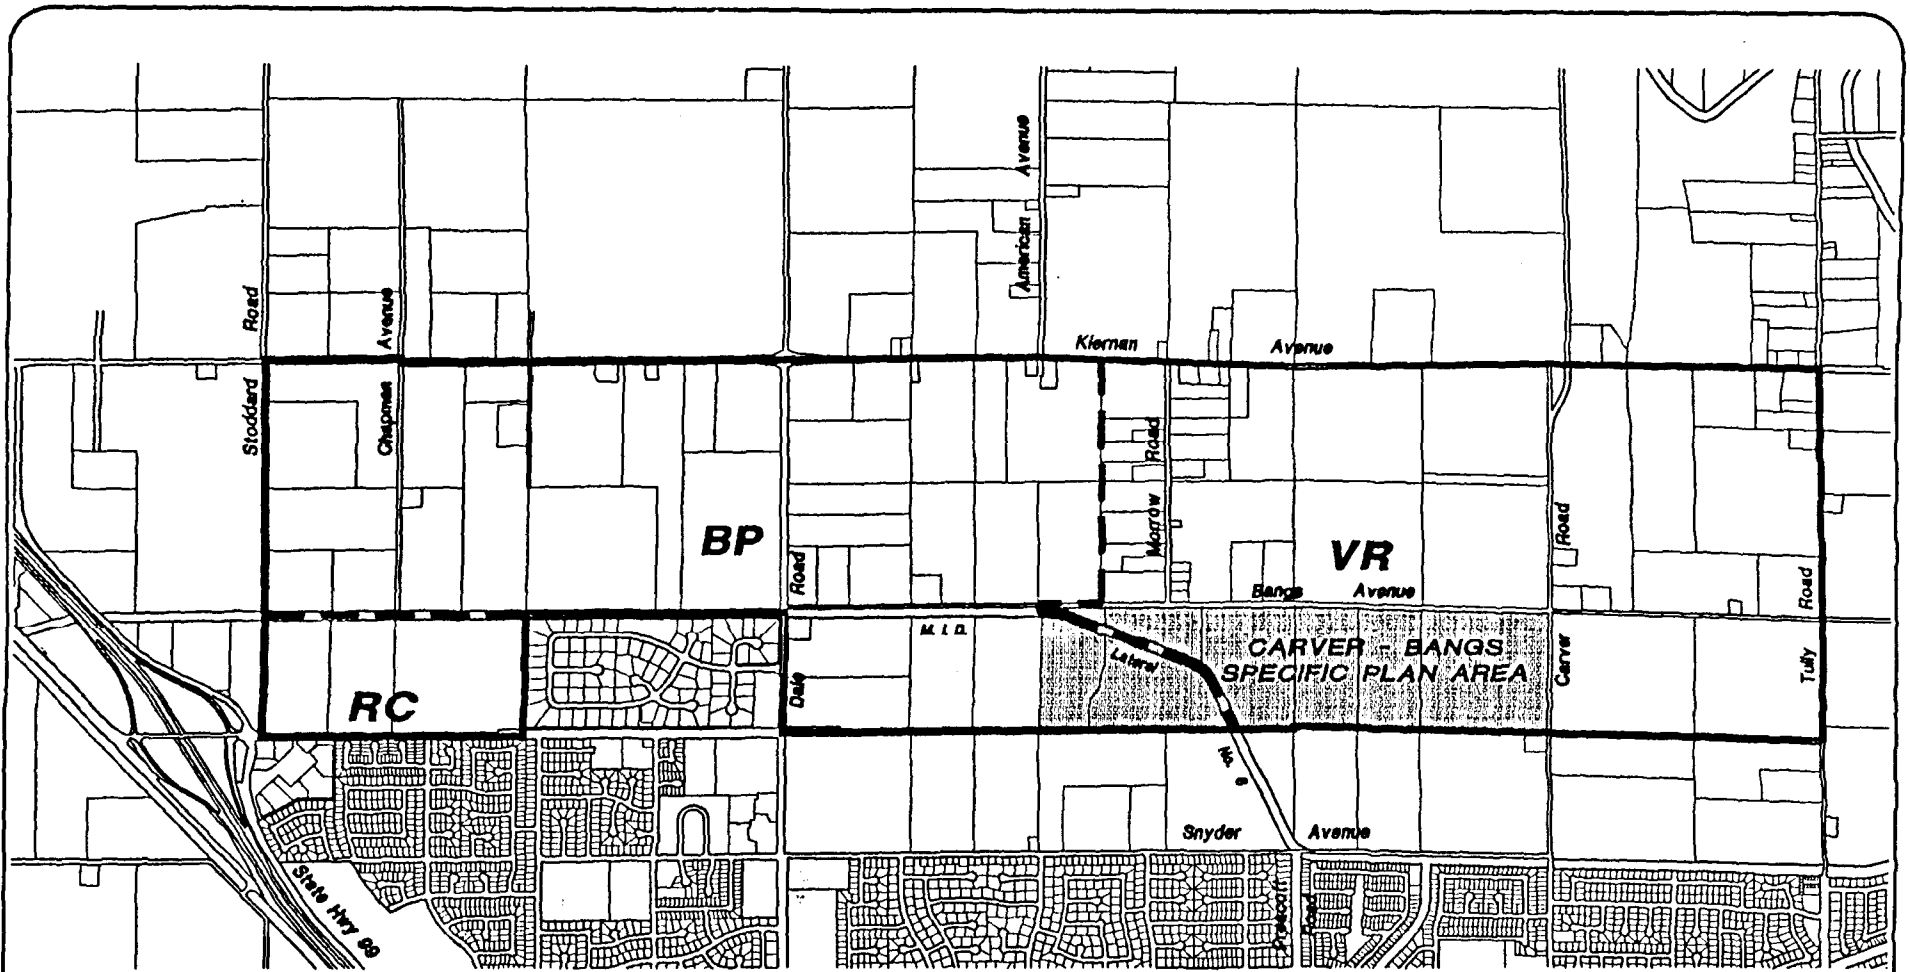 Avenue
American
Road
Avenue
Kiernan
Avenue
Stoddard
Chapman
Road
Morrow
BP
VR
Road
Road
Bangs Avenue
Road
M. I. D.
CARVER - BANGS
SPECIFIC PLAN AREA
Lateral
Carver
Tully
Dale
RC
No. 6
Snyder Avenue
State Hwy 99
Prescott
Road